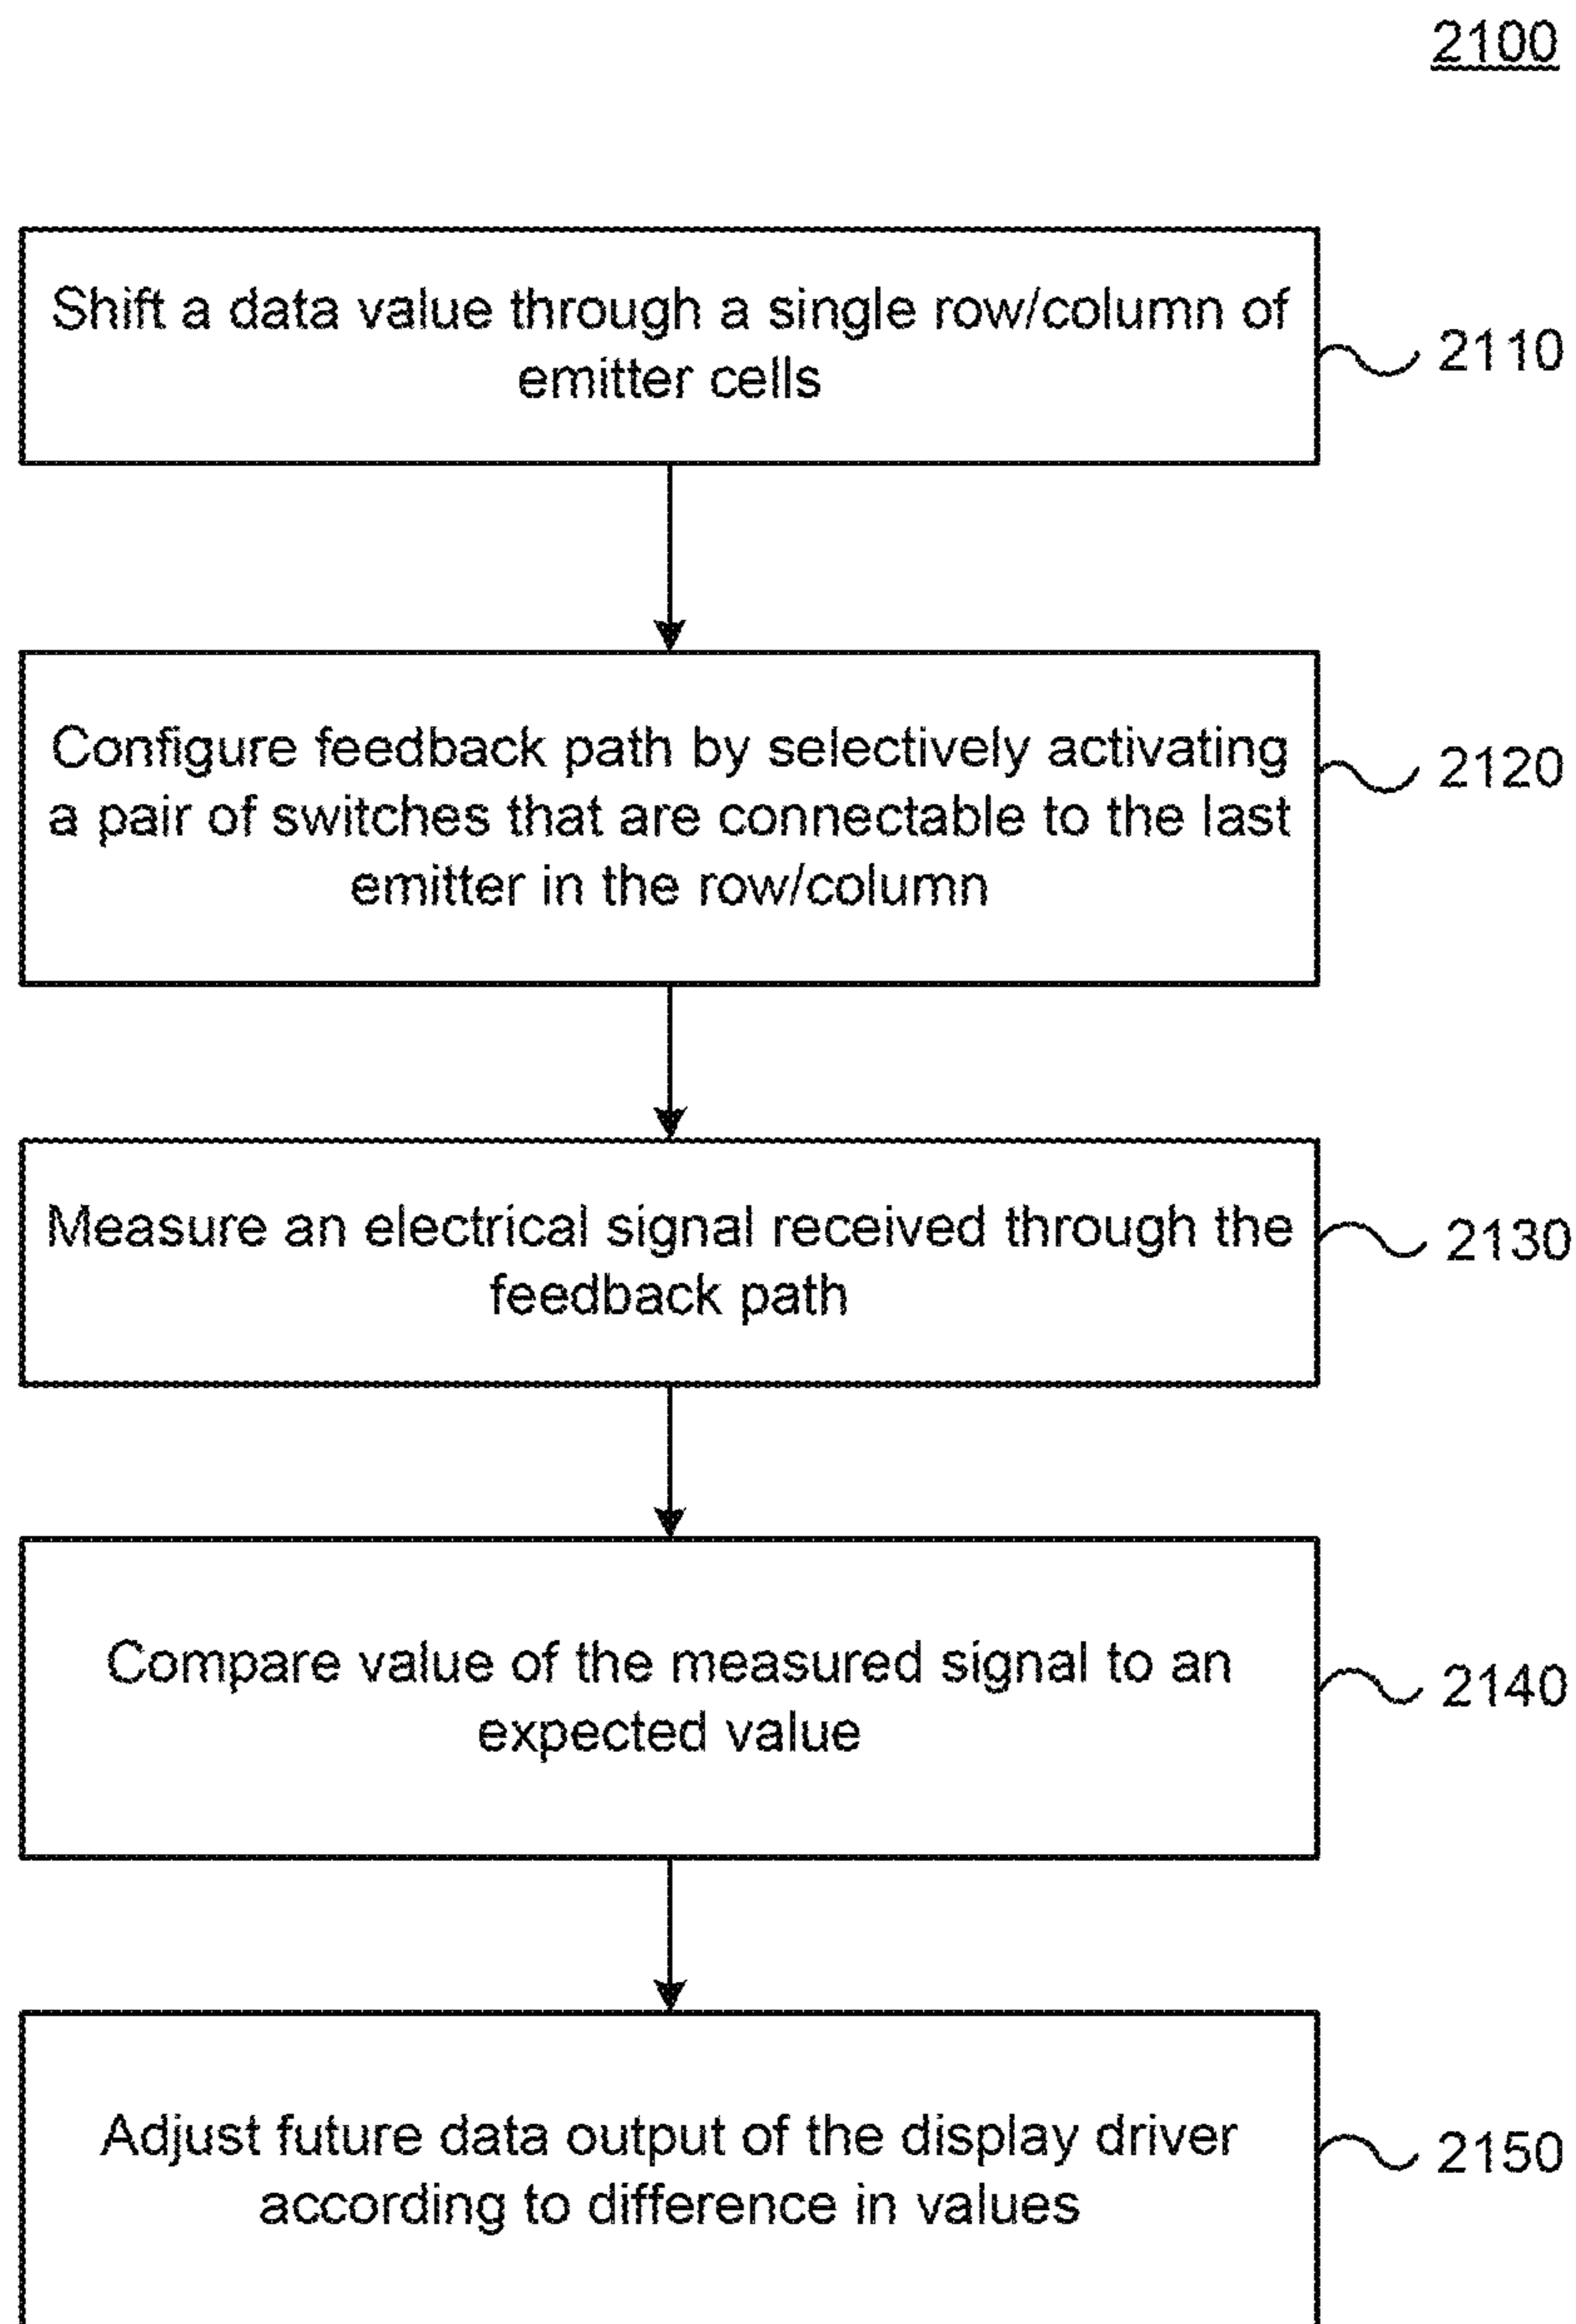 2100
Shift a data value through a single row/column of
emitter cells
2110
Configure feedback path by selectively activating
a pair of switches that are connectable to the last
emitter in the row/column
2120
Measure an electrical signal received through the
feedback path
2130
Compare value of the measured signal to an
expected value
2140
Adjust future data output of the display driver
according to difference in values
2150